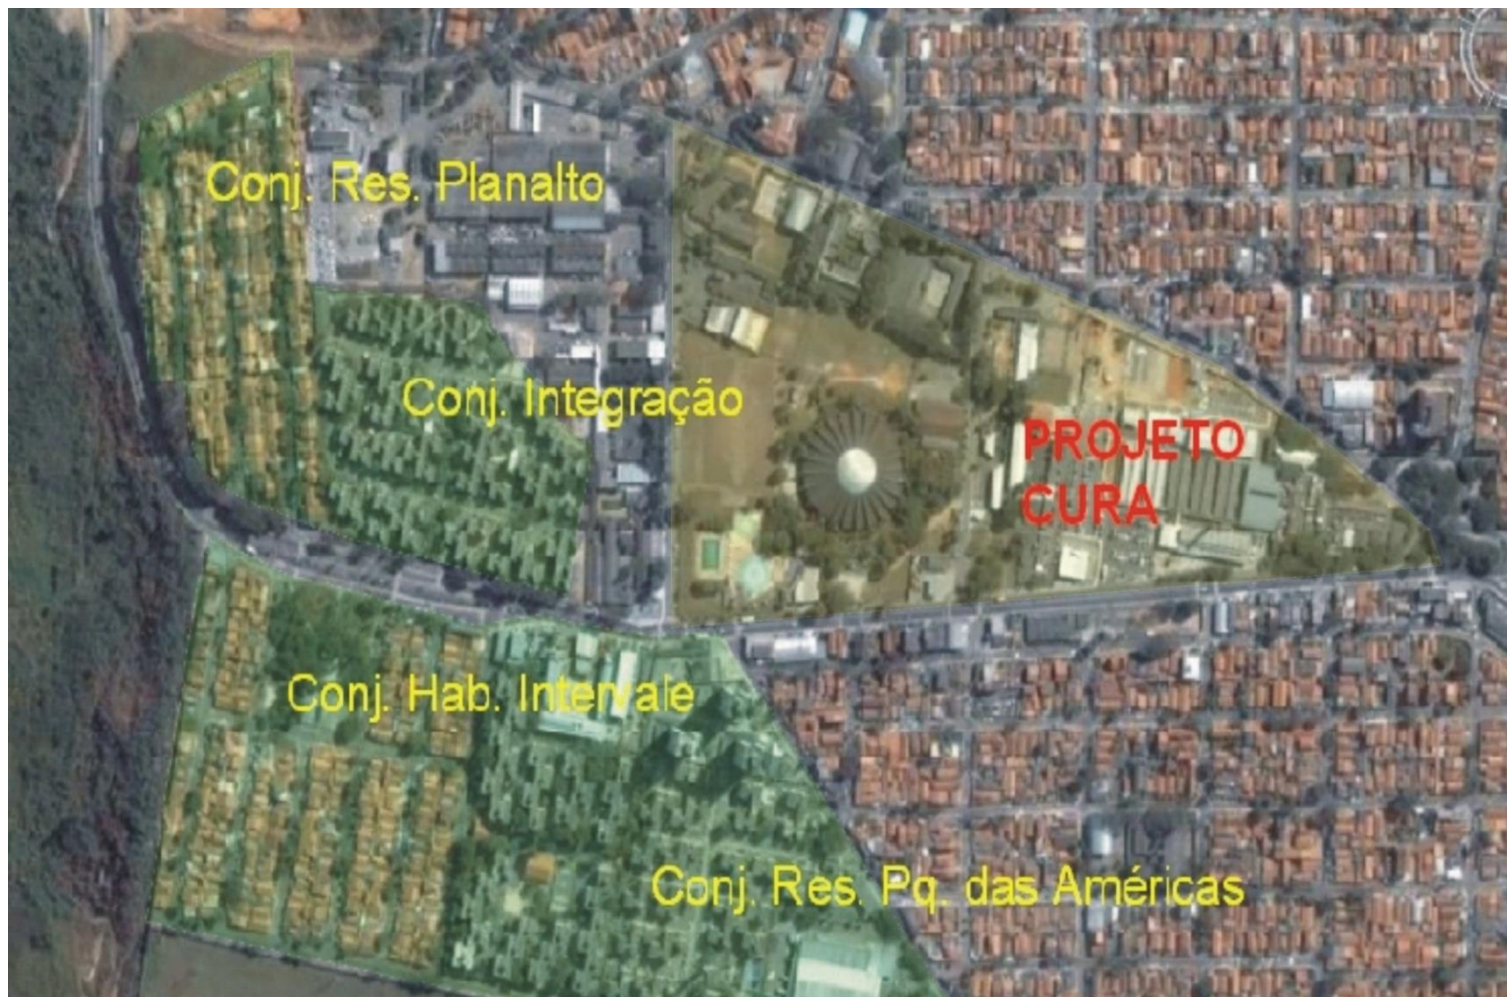 Conj. Res. Planalto
Conj. Integração
PROJETO
CURA
Conj. Hab. Intervale
Conj. Res. Pq. das Américas